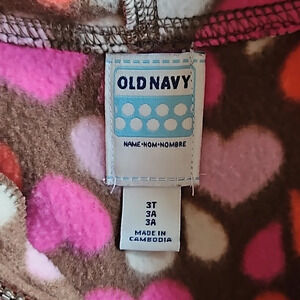 OLD NAVY
NAME•NOM•NOMBRE
3T
3A
3A
MADE IN
CAMBODIA